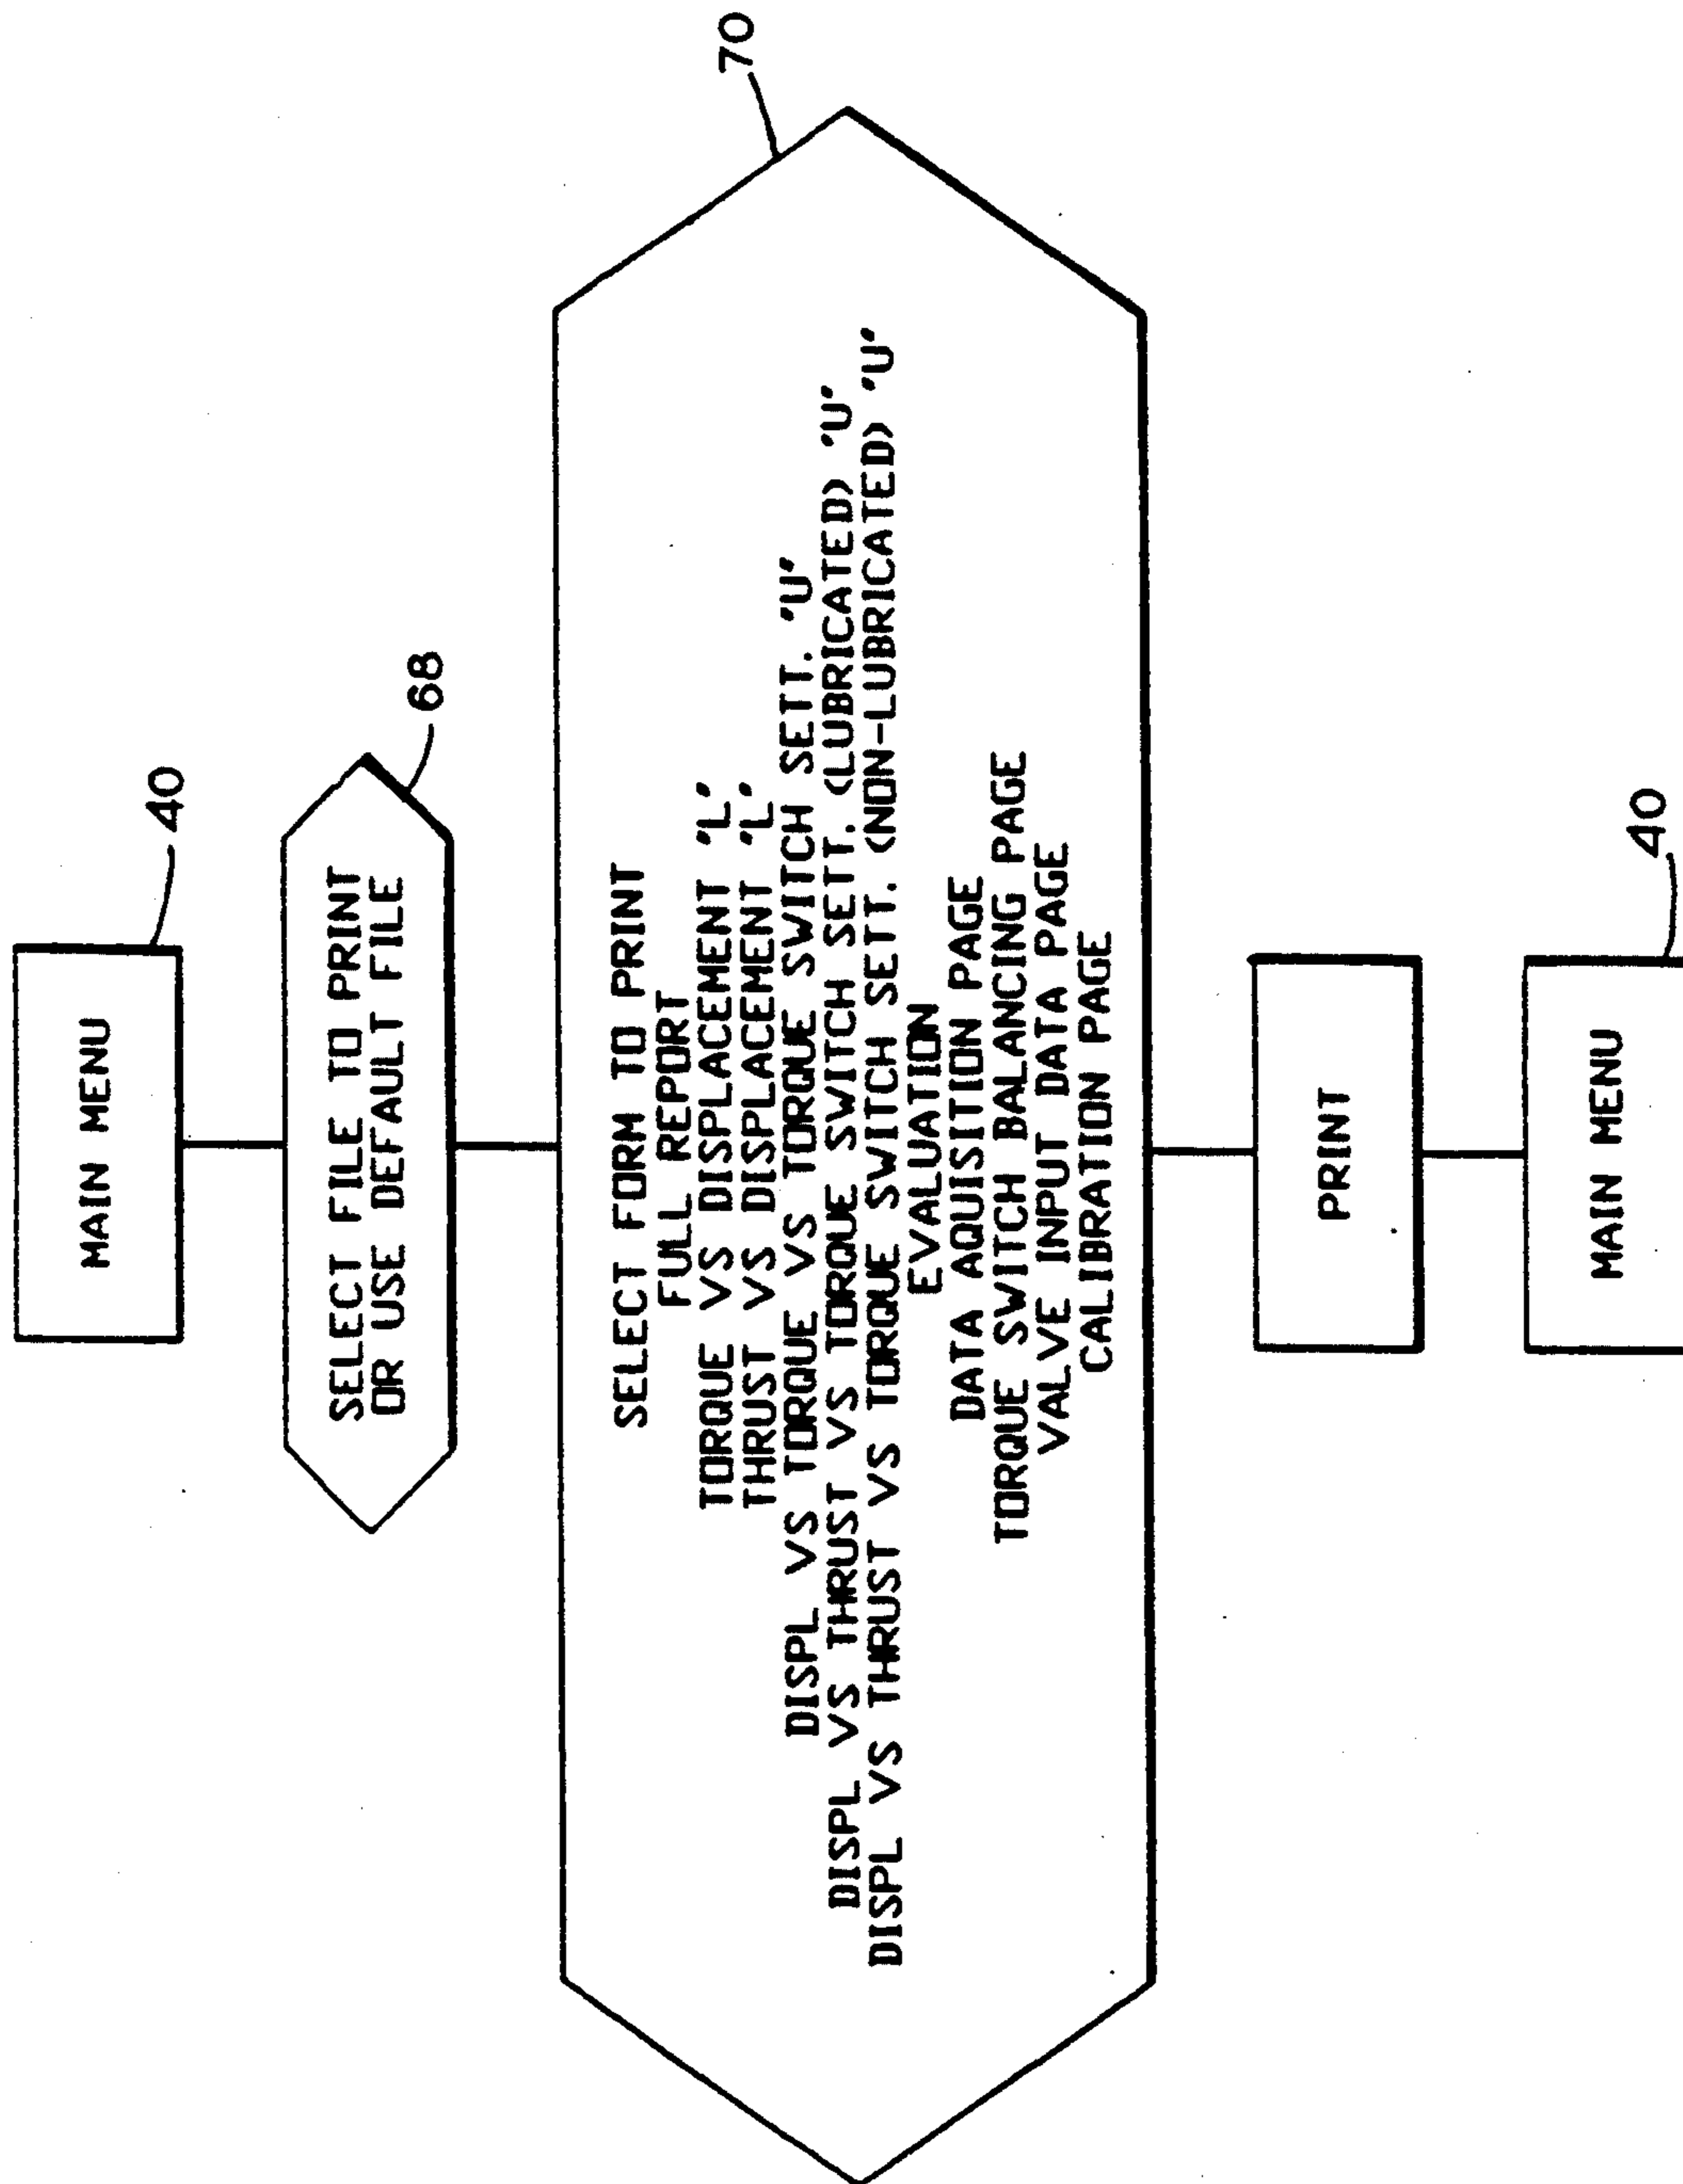 MAIN MENU
40
SELECT FILE TO PRINT
OR USE DEFAULT FILE
68
70
SELECT FORM TO PRINT
FULL REPORT
TORQUE VS DISPLACEMENT 'L'
THRUST VS DISPLACEMENT 'L'
DISPL VS TORQUE VS TORQUE SWITCH SETT. 'U'
DISPL VS THRUST VS TORQUE SWITCH SETT. (LUBRICATED) 'U'
DISPL VS THRUST VS TORQUE SWITCH SETT. (NON-LUBRICATED) 'U'
EVALUATION
DATA AQUISITION PAGE
TORQUE SWITCH BALANCING PAGE
VALVE INPUT DATA PAGE
CALIBRATION PAGE
PRINT
MAIN MENU
40